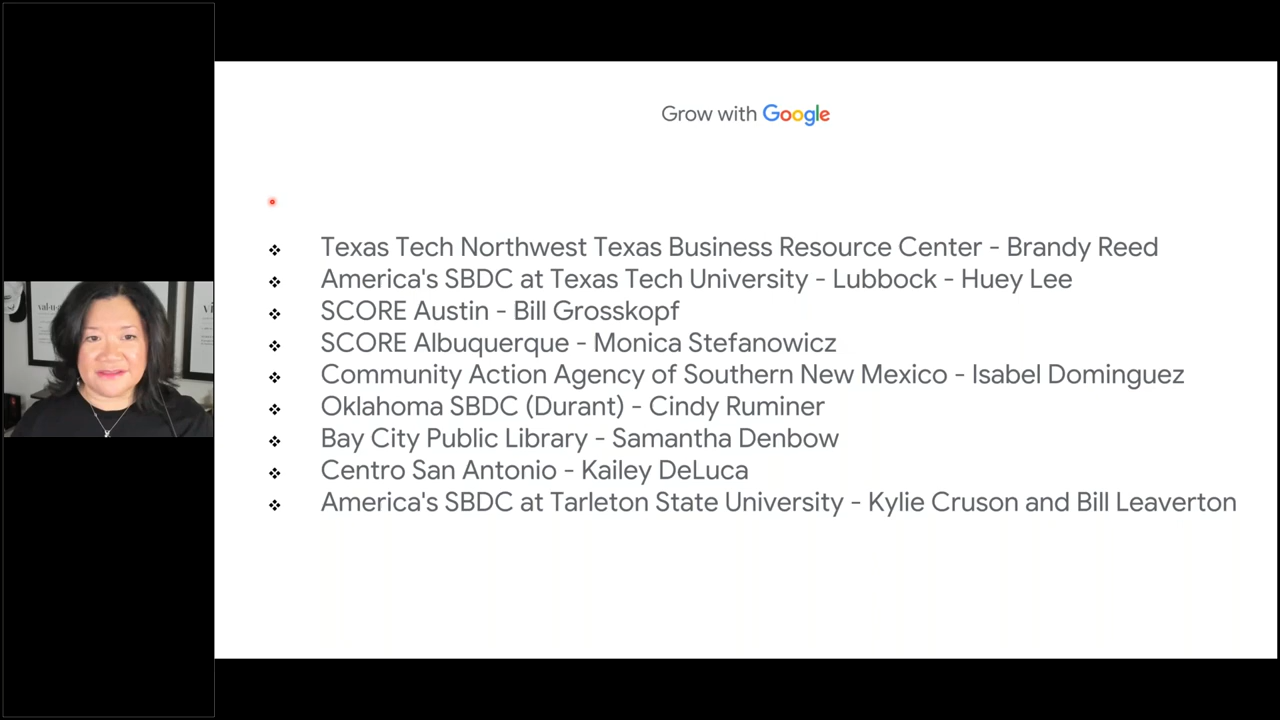 Grow with Google
Texas Tech Northwest Texas Business Resource Center - Brandy Reed
America's SBDC at Texas Tech University - Lubbock - Huey Lee
SCORE Austin - Bill Grosskopf
SCORE Albuquerque - Monica Stefanowicz
Community Action Agency of Southern New Mexico - Isabel Dominguez
Oklahoma SBDC (Durant) - Cindy Ruminer
Bay City Public Library - Samantha Denbow
Centro San Antonio - Kailey DeLuca
America's SBDC at Tarleton State University - Kylie Cruson and Bill Leaverton